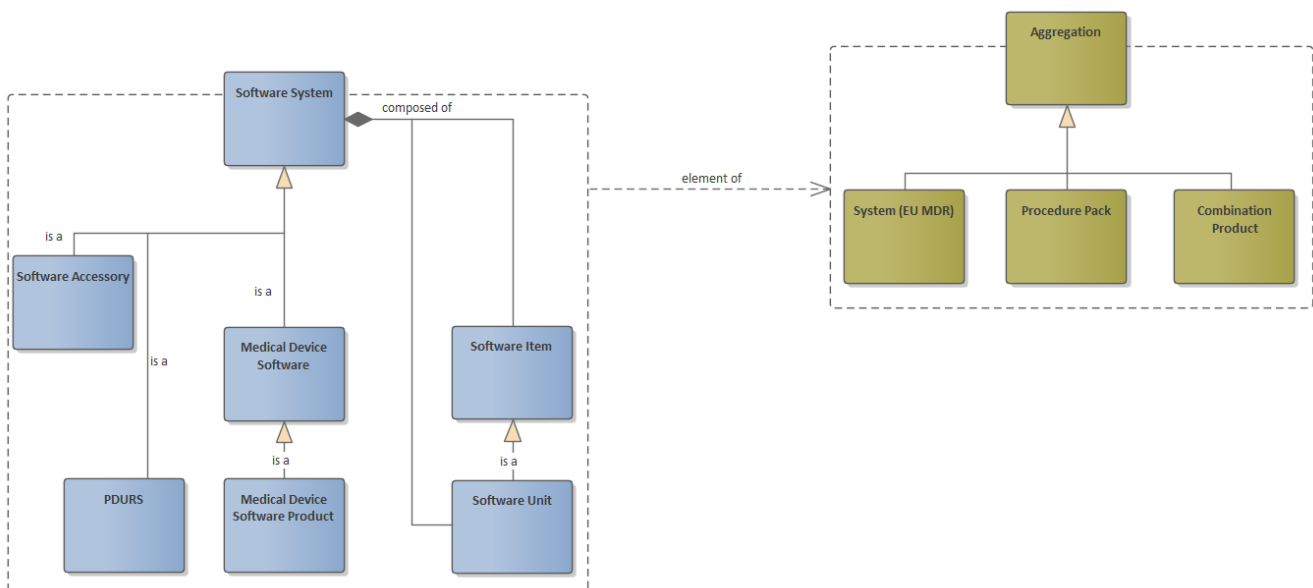 Aggregation
Software System
composed of
element of
System (EU MDR)
Procedure Pack
Combination
Product
is a
Software Accessory
is a
Medical Device
Software
Software Item
is a
is a
is a
PDURS
Medical Device
Software Product
Software Unit